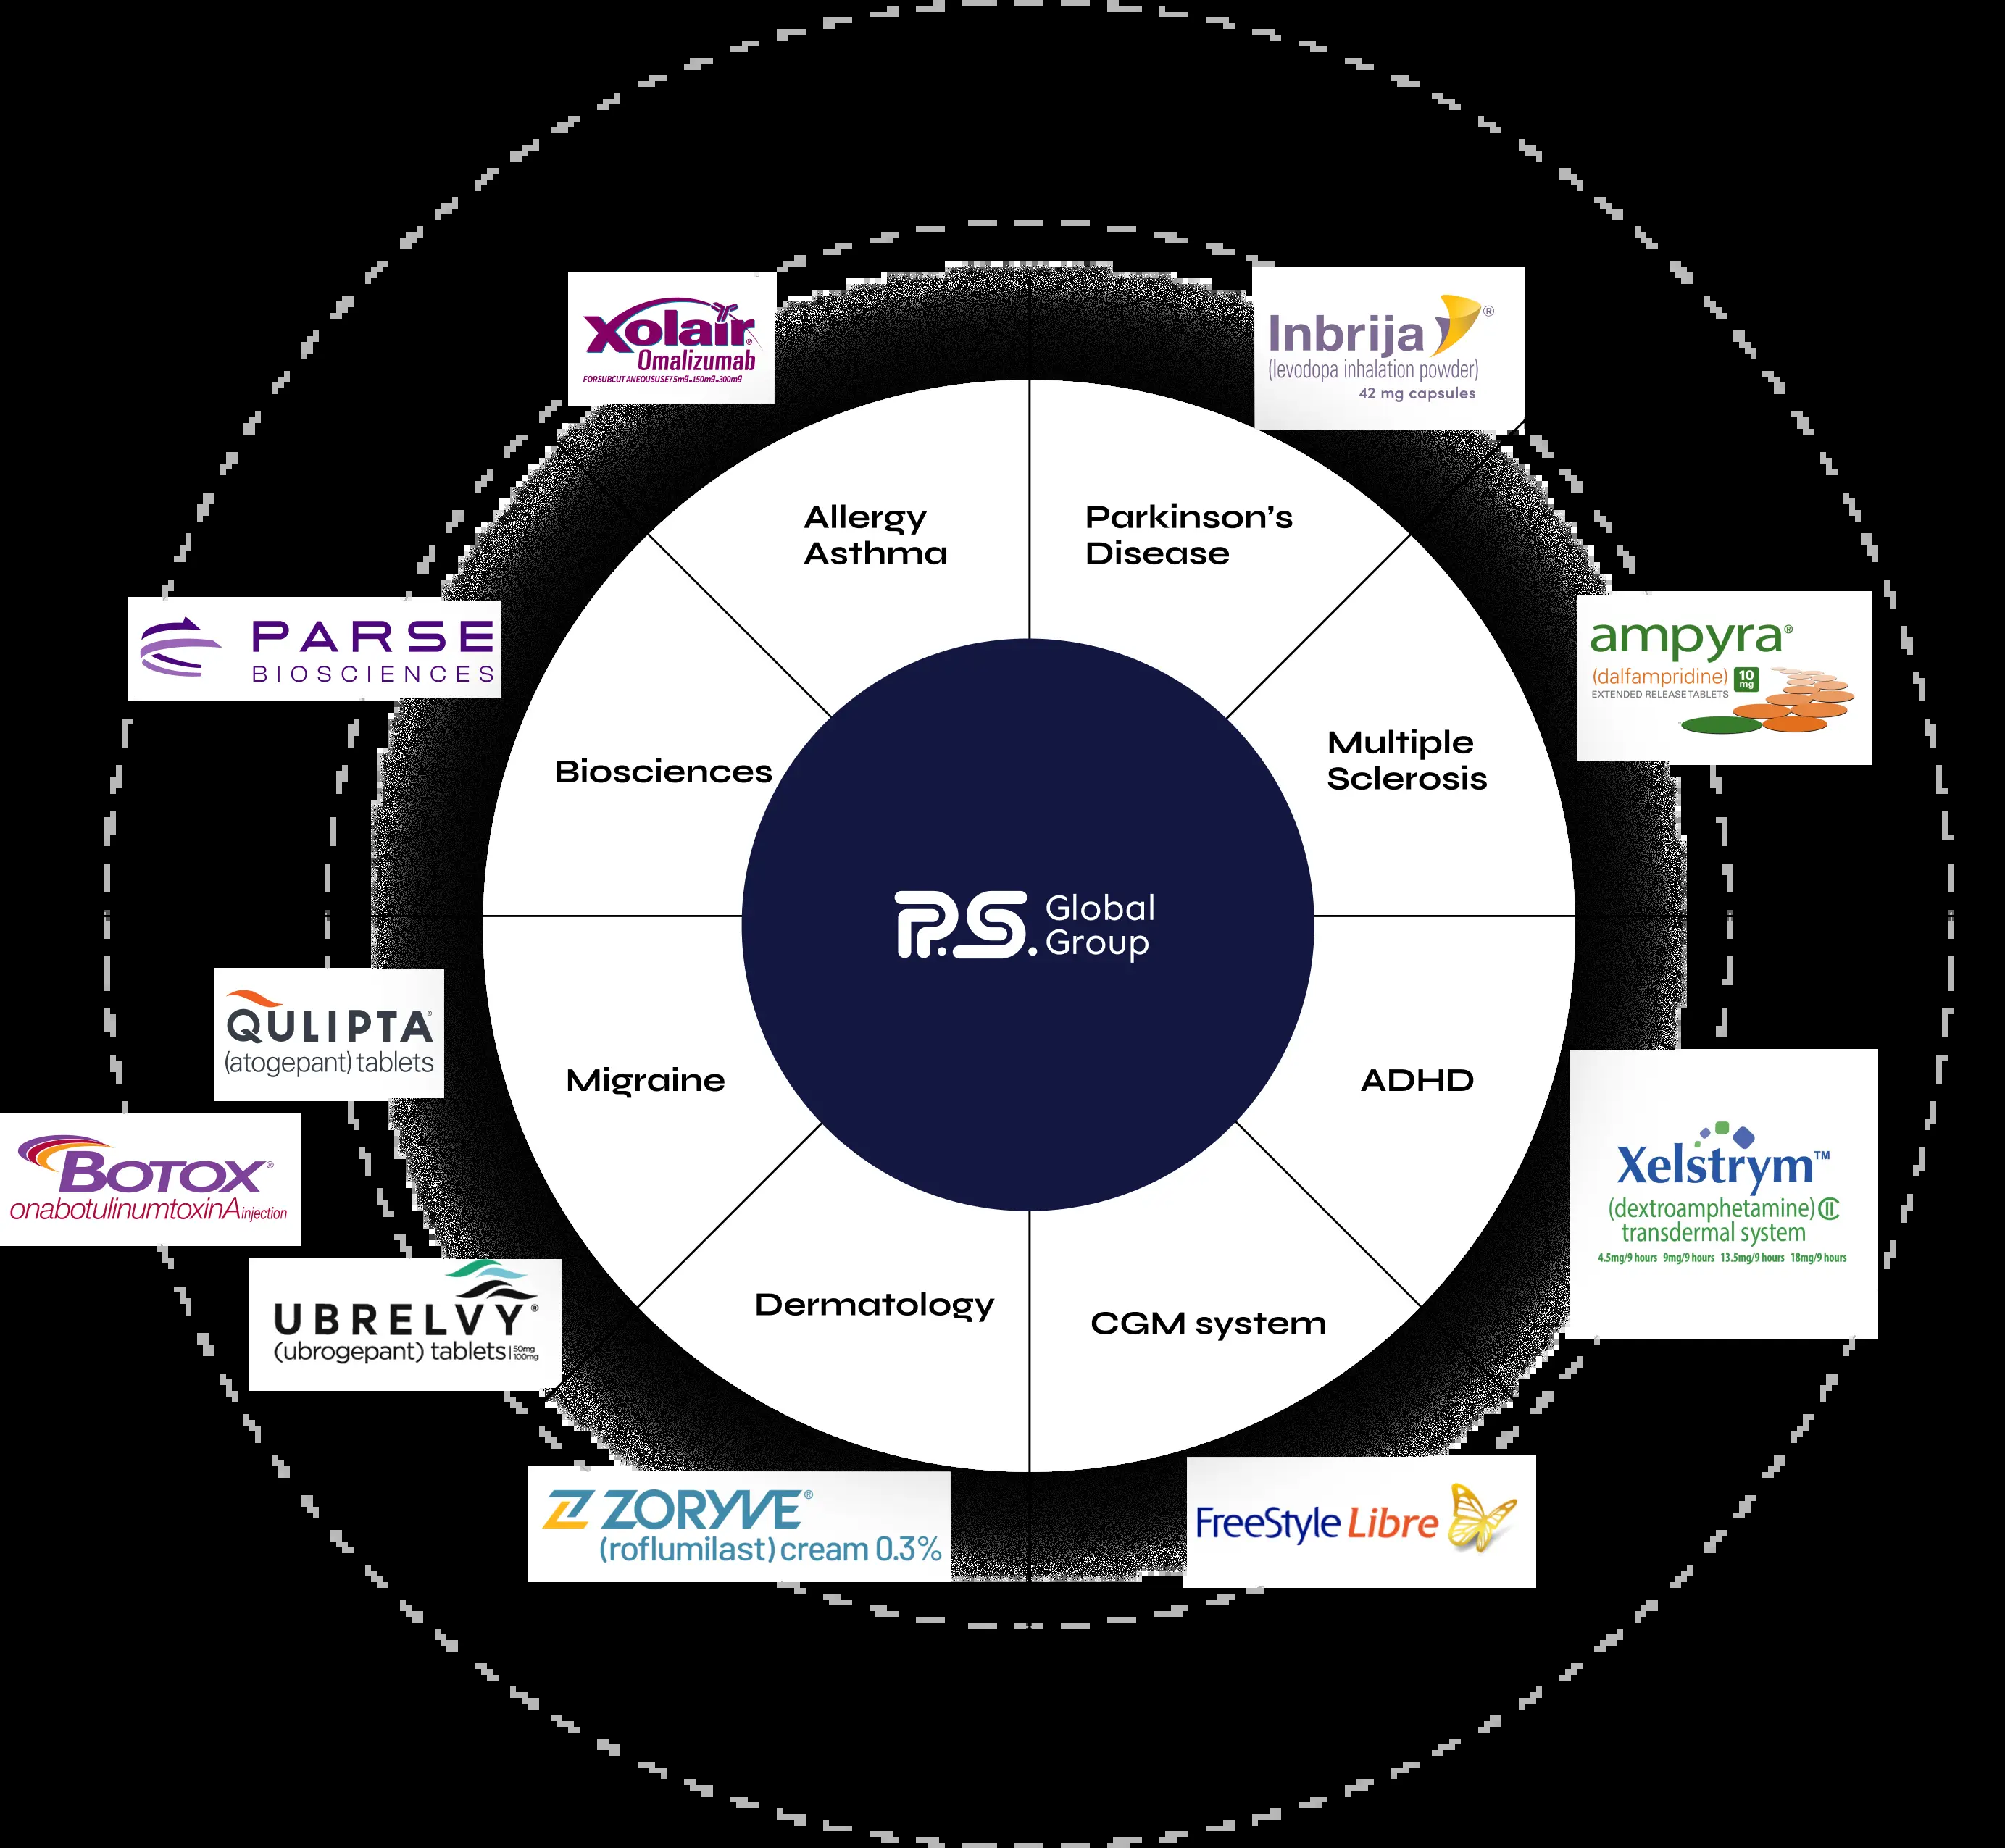 Xolair®
Omalizumab
FOR SUBCUTANEOUS USE 75mg • 150mg • 300mg
Inbrija®
(levodopa inhalation powder)
42 mg capsules
Allergy
Asthma
Parkinson’s
Disease
PARSE
BIOSCIENCES
ampyra®
(dalfampridine) 10 mg
EXTENDED RELEASE TABLETS
Biosciences
Multiple
Sclerosis
P.S. Global
Group
QULIPTA®
(atogepant) tablets
Migraine
ADHD
BOTOX®
onabotulinumtoxinA injection
Xelstrym™
(dextroamphetamine) CII
transdermal system
4.5mg/9 hours 9mg/9 hours 13.5mg/9 hours 18mg/9 hours
UBRELVY®
(ubrogepant) tablets | 50mg 100mg
Dermatology
CGM system
ZORYVE®
(roflumilast) cream 0.3%
FreeStyle Libre